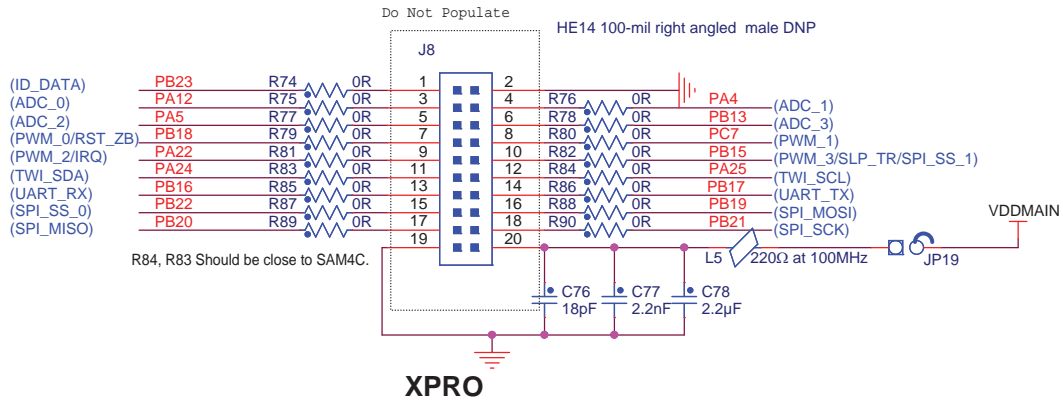 Do Not Populate
HE14 100-mil right angled male DNP
J8
(ID_DATA) PB23 R74 0R 1 2
(ADC_0) PA12 R75 0R 3 4 R76 0R PA4 (ADC_1)
(ADC_2) PA5 R77 0R 5 6 R78 0R PB13 (ADC_3)
(PWM_0/RST_ZB) PB18 R79 0R 7 8 R80 0R PC7 (PWM_1)
(PWM_2/IRQ) PA22 R81 0R 9 10 R82 0R PB15 (PWM_3/SLP_TR/SPI_SS_1)
(TWI_SDA) PA24 R83 0R 11 12 R84 0R PA25 (TWI_SCL)
(UART_RX) PB16 R85 0R 13 14 R86 0R PB17 (UART_TX)
(SPI_SS_0) PB22 R87 0R 15 16 R88 0R PB19 (SPI_MOSI)
(SPI_MISO) PB20 R89 0R 17 18 R90 0R PB21 (SPI_SCK)
VDDMAIN
19 20
R84, R83 Should be close to SAM4C.
L5 220Ω at 100MHz JP19
C76 C77 C78
18pF 2.2nF 2.2µF
XPRO